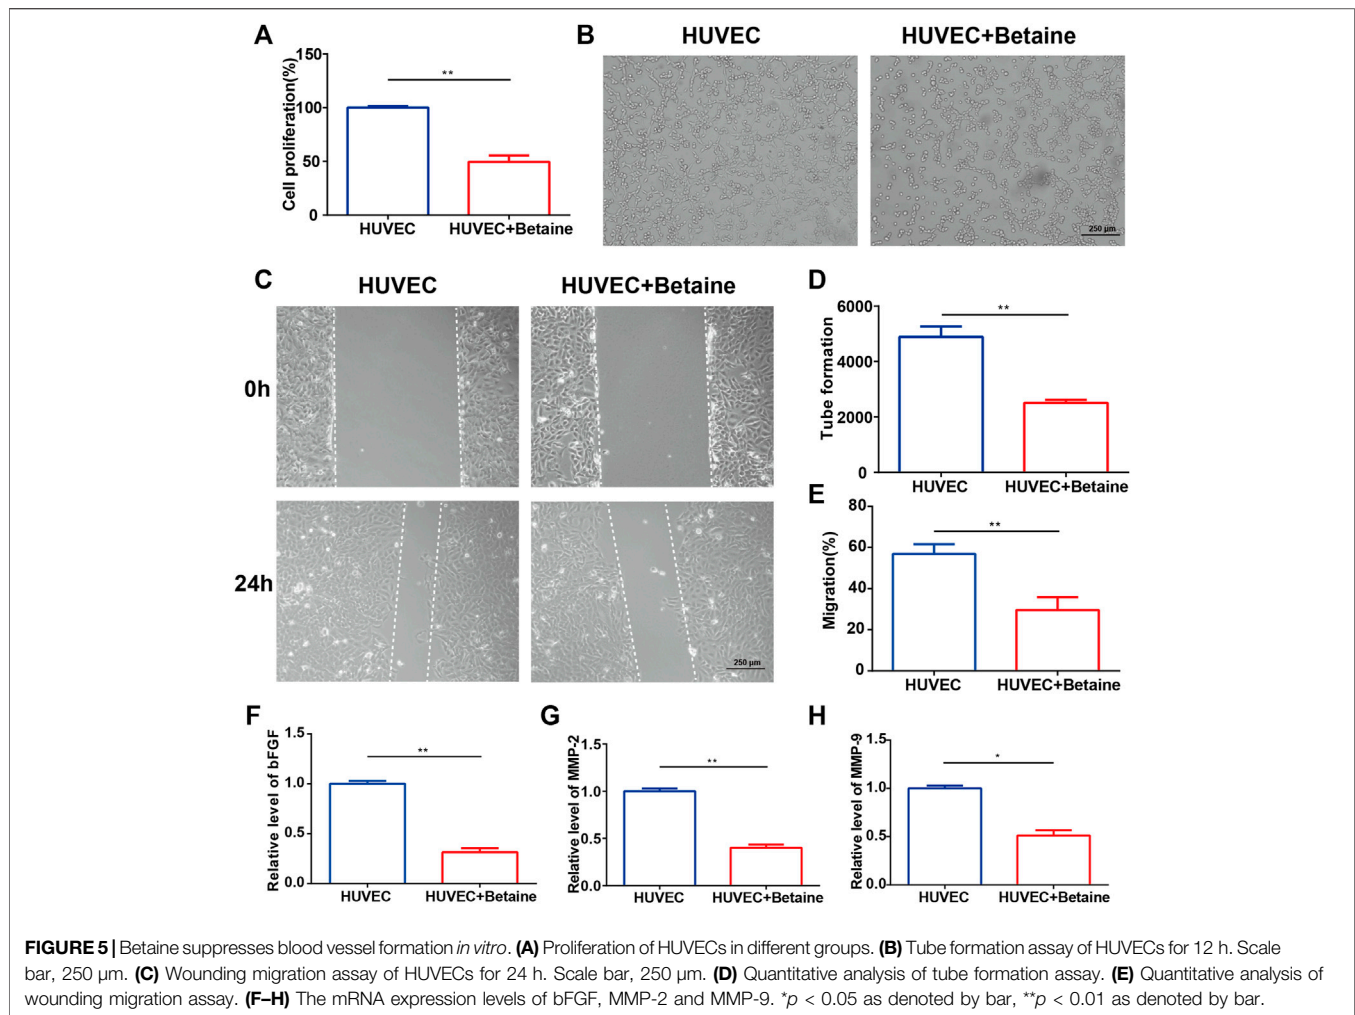 A
Cell proliferation(%)
150
100
50
0
**
HUVEC
HUVEC+Betaine
B
HUVEC
HUVEC+Betaine
250 µm
C
HUVEC
HUVEC+Betaine
0h
24h
250 µm
D
Tube formation
6000
4000
2000
0
**
HUVEC
HUVEC+Betaine
E
Migration(%)
80
60
40
20
0
**
HUVEC
HUVEC+Betaine
F
Relative level of bFGF
1.5
1.0
0.5
0.0
**
HUVEC
HUVEC+Betaine
G
Relative level of MMP-2
1.5
1.0
0.5
0.0
**
HUVEC
HUVEC+Betaine
H
Relative level of MMP-9
1.5
1.0
0.5
0.0
*
HUVEC
HUVEC+Betaine
FIGURE 5 | Betaine suppresses blood vessel formation in vitro. (A) Proliferation of HUVECs in different groups. (B) Tube formation assay of HUVECs for 12 h. Scale
bar, 250 µm. (C) Wounding migration assay of HUVECs for 24 h. Scale bar, 250 µm. (D) Quantitative analysis of tube formation assay. (E) Quantitative analysis of
wounding migration assay. (F–H) The mRNA expression levels of bFGF, MMP-2 and MMP-9. *p < 0.05 as denoted by bar, **p < 0.01 as denoted by bar.